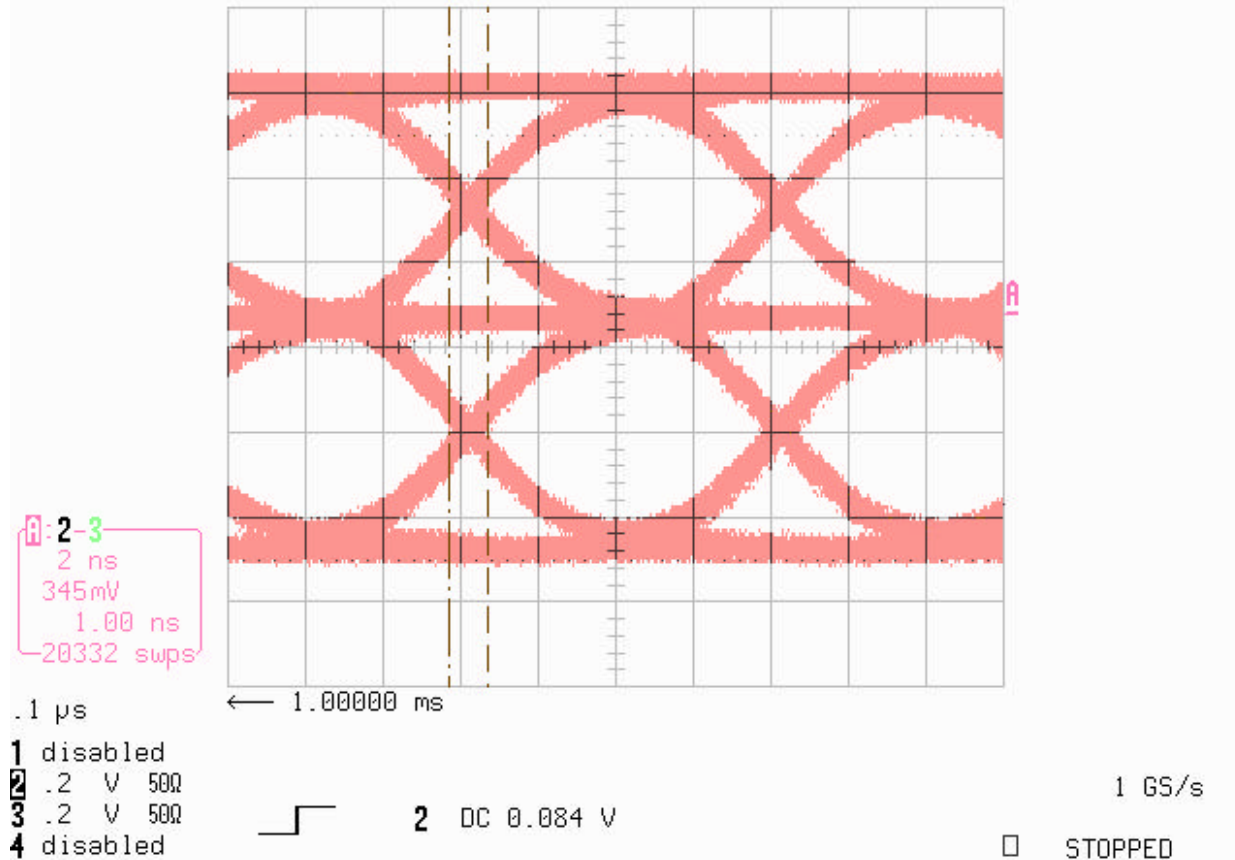 A
A:2-3
2 ns
345mV
1.00 ns
20332 swps
1.00000 ms
.1 µs
1 disabled
2 .2 V 50Ω
3 .2 V 50Ω
4 disabled
2 DC 0.084 V
1 GS/s
STOPPED